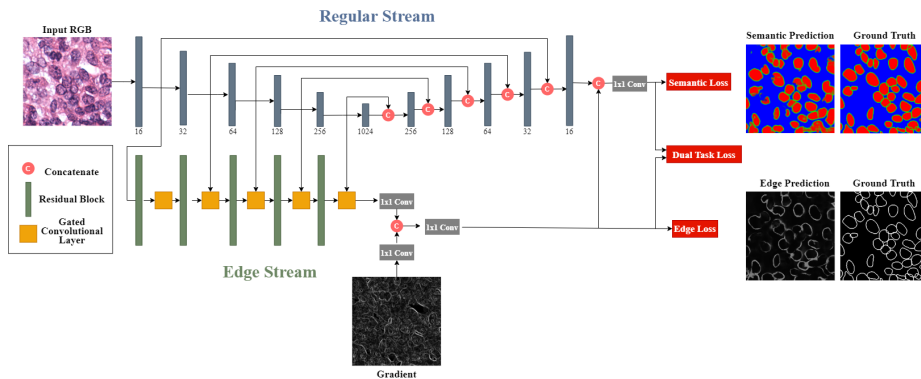 Regular Stream
Input RGB
Semantic Prediction
Ground Truth
C
C
C
C
C
C
1x1 Conv
Semantic Loss
16
32
64
128
256
1024
256
128
64
32
16
Dual Task Loss
C
Concatenate
Residual Block
Gated
Convolutional
Layer
Edge Prediction
Ground Truth
1x1 Conv
C
1x1 Conv
Edge Loss
1x1 Conv
Edge Stream
Gradient